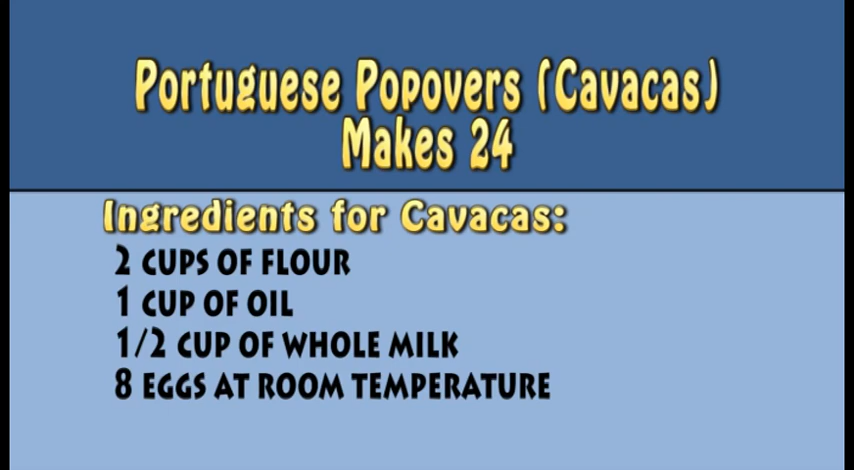 Portuguese Popovers (Cavacas)
Makes 24
Ingredients for Cavacas:
2 CUPS OF FLOUR
1 CUP OF OIL
1/2 CUP OF WHOLE MILK
8 EGGS AT ROOM TEMPERATURE